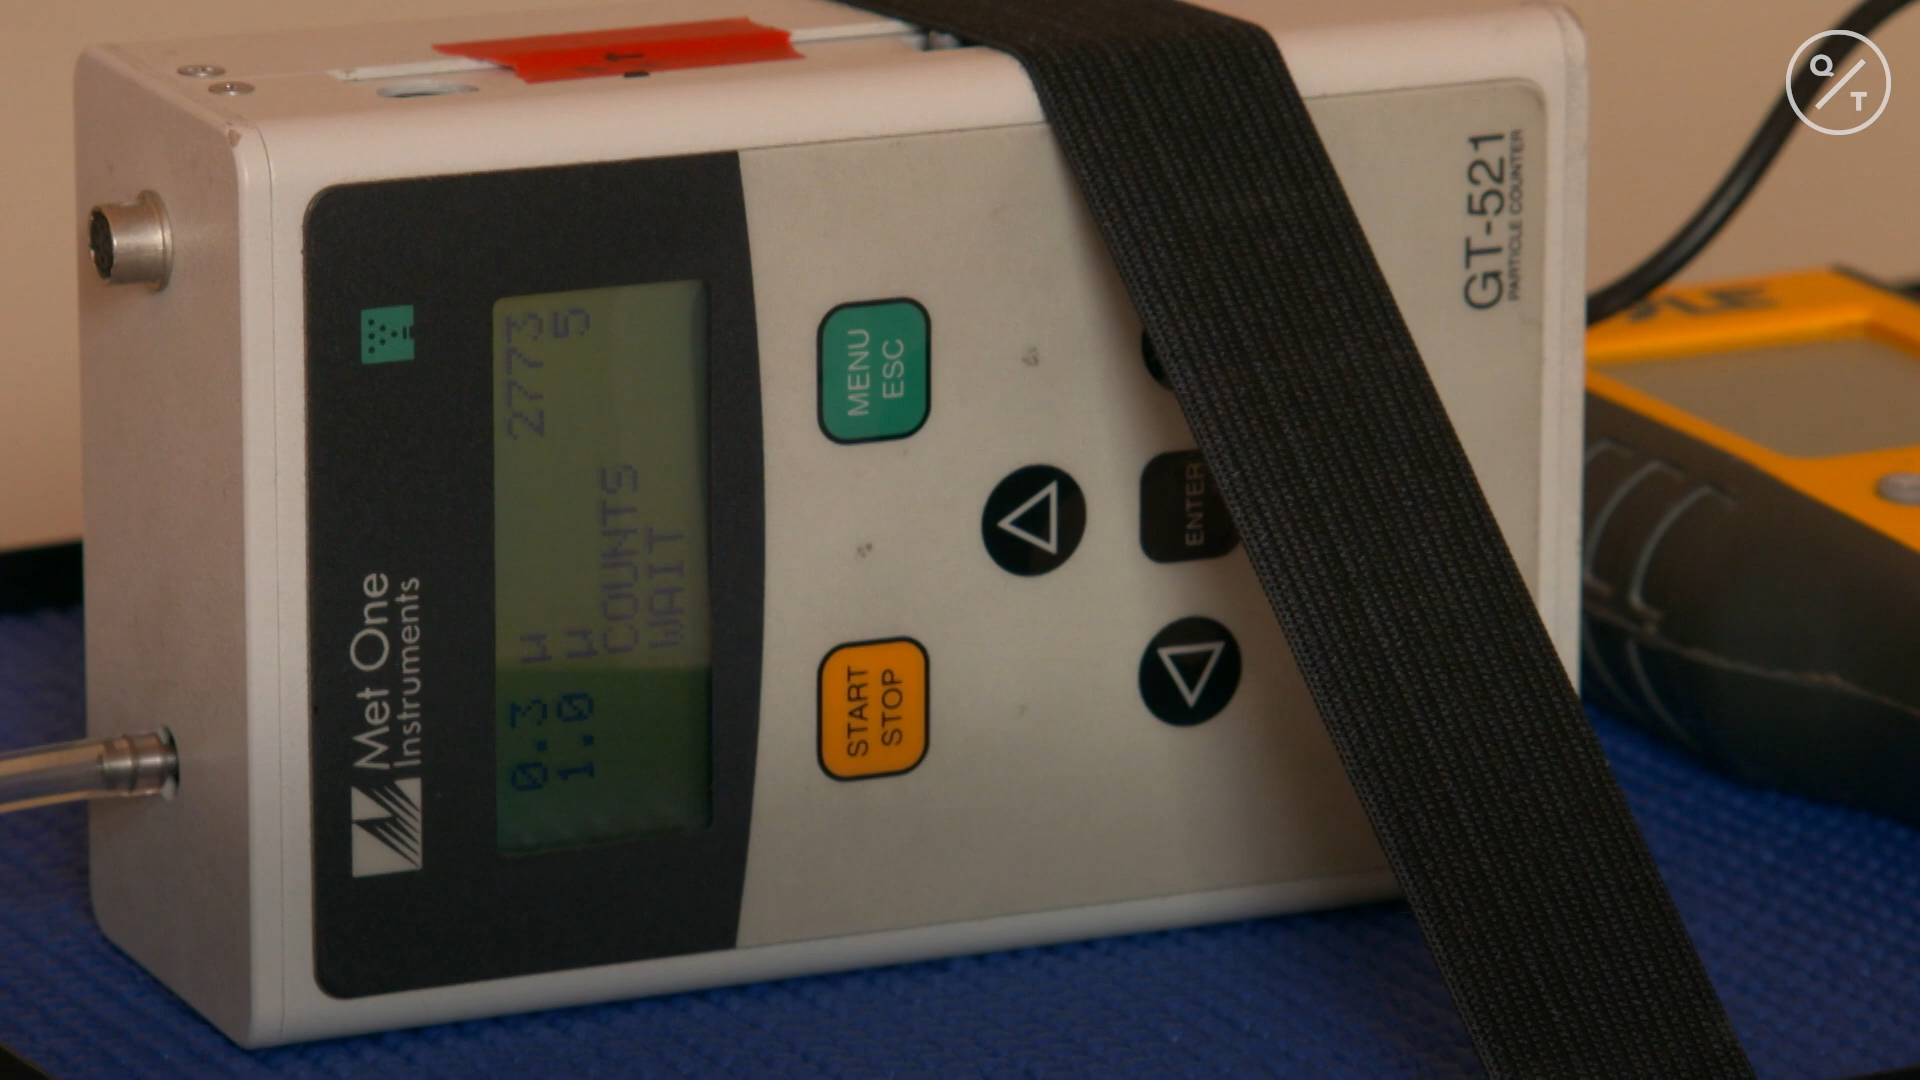 Met One
Instruments
0.3 µ 2773
1.0 µ 5
COUNTS
WAIT
MENU
ESC
START
STOP
ENTER
GT-521
PARTICLE COUNTER
Q/T